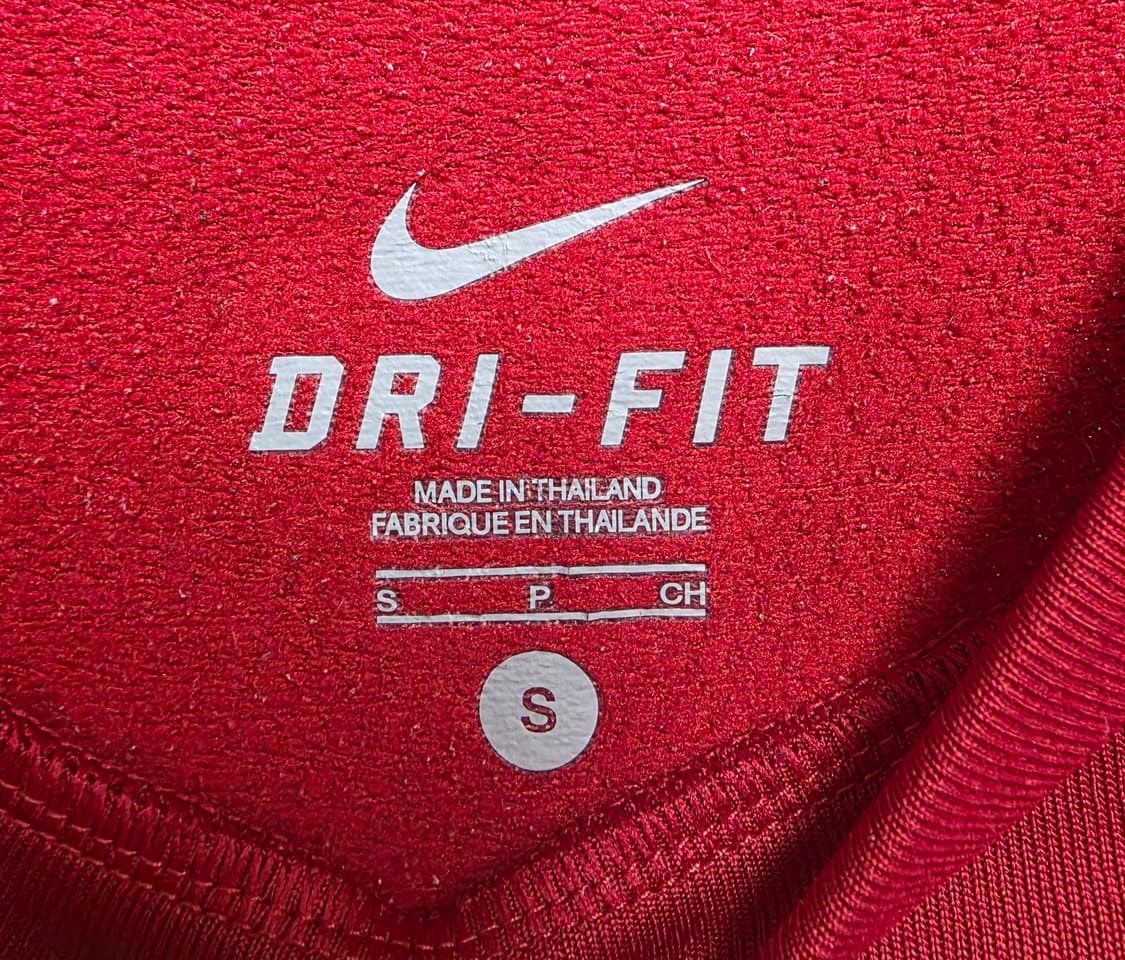 DRI-FIT
MADE IN THAILAND
FABRIQUE EN THAILANDE
S P CH
S